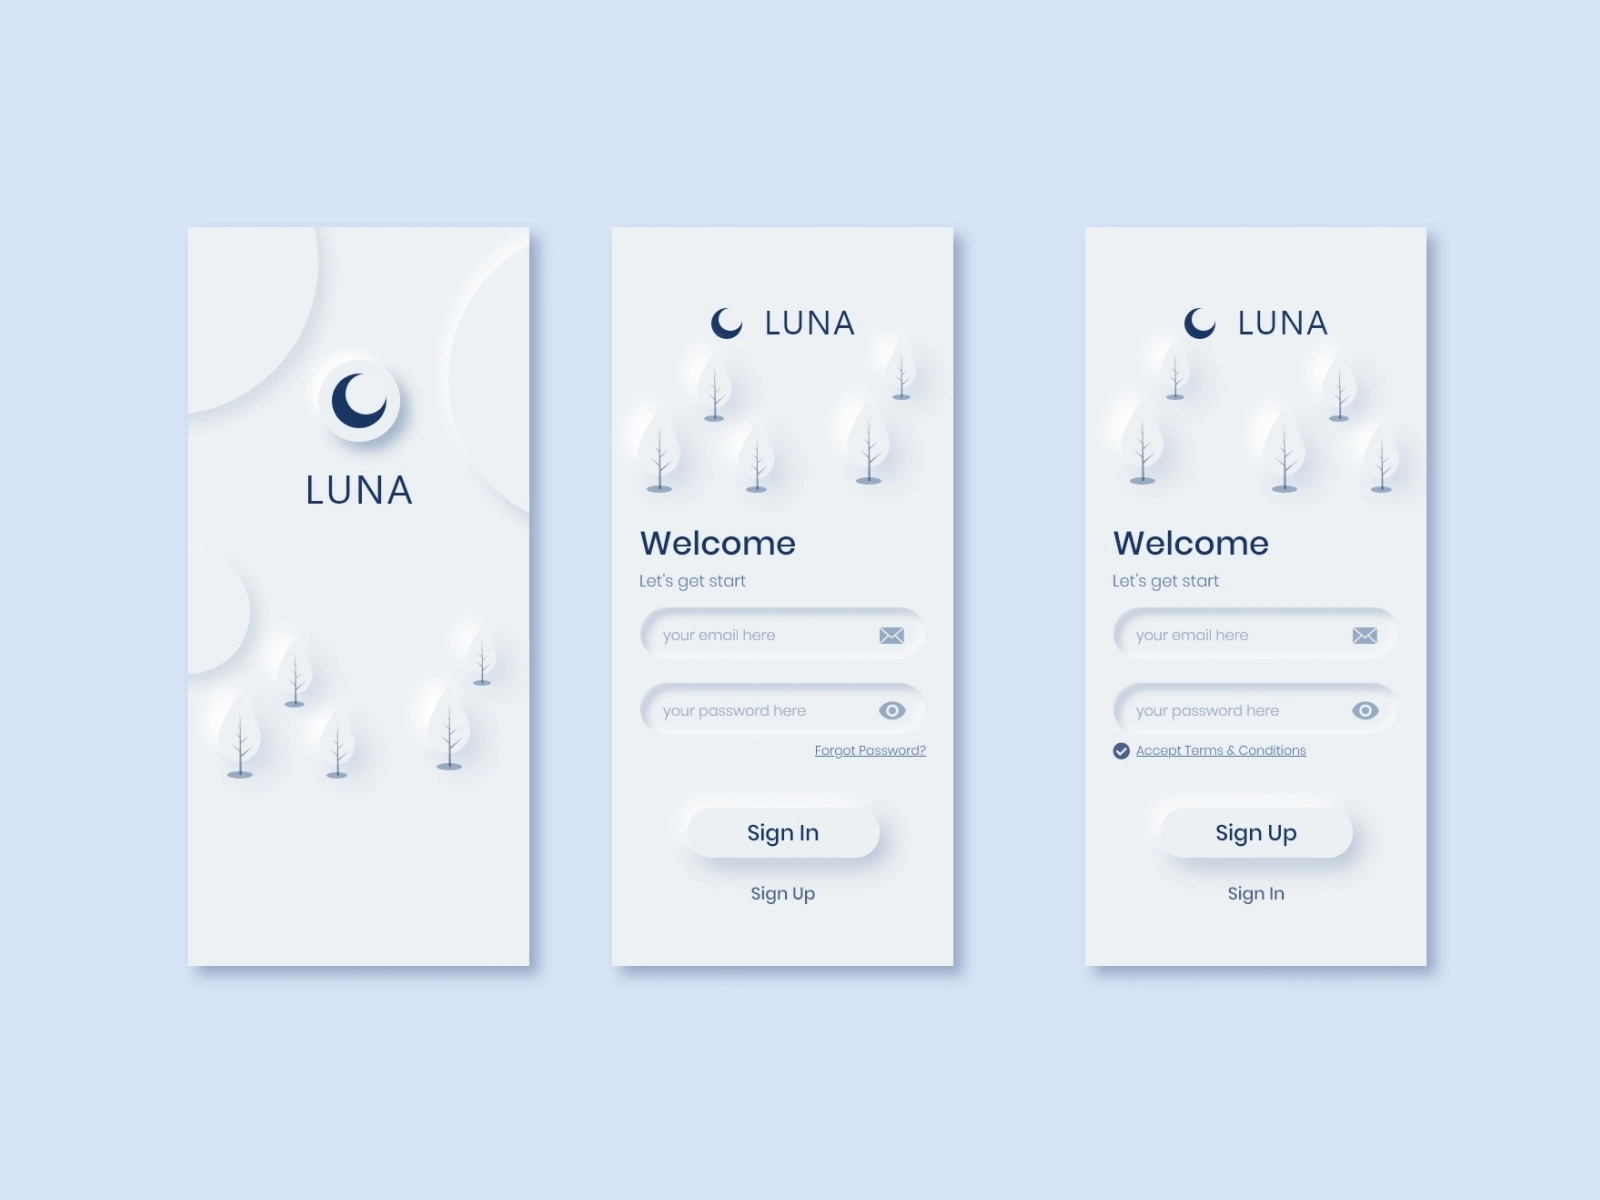 LUNA
LUNA
Welcome
Let's get start
your email here
your password here
Forgot Password?
Sign In
Sign Up
LUNA
Welcome
Let's get start
your email here
your password here
Accept Terms & Conditions
Sign Up
Sign In